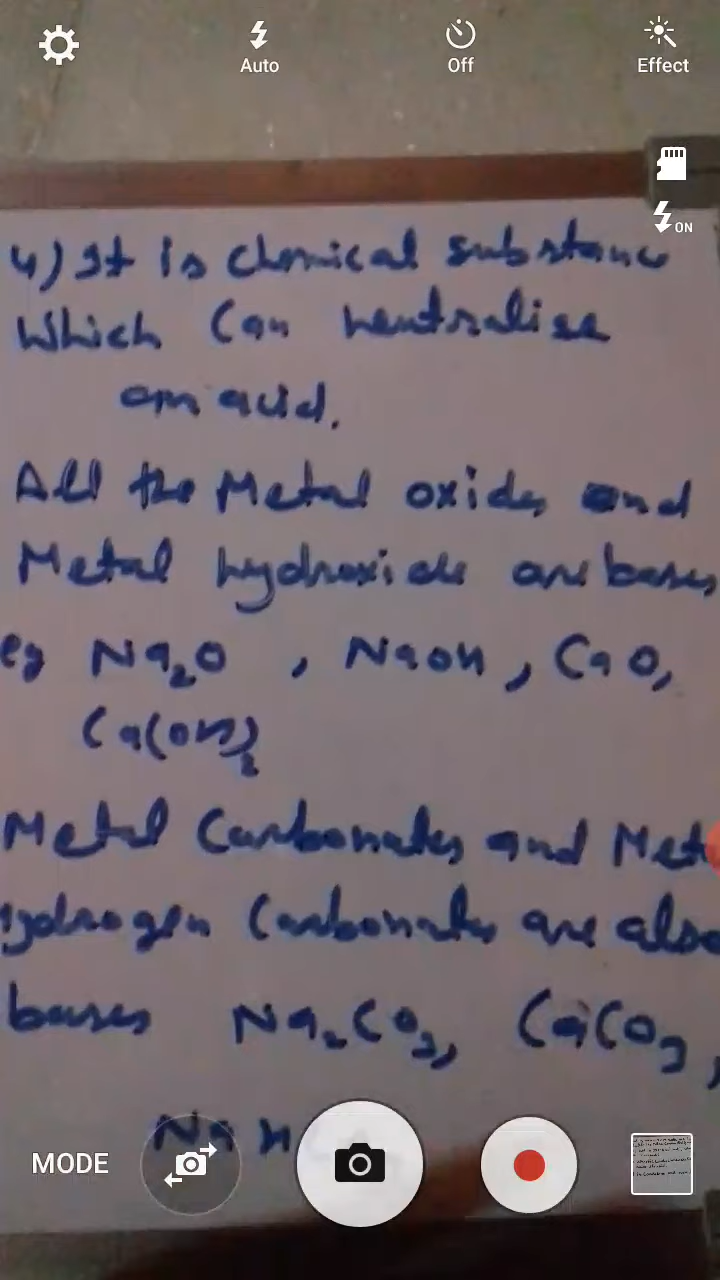 Auto
Off
Effect
ON
4) It is Chemical substance
Which Can neutralise
an acid.
All the Metal oxides and
Metal hydroxide are bases
eg Na₂O , NaOH , CaO,
Ca(OH)₂
Metal Carbonates and Met
Hydrogen Carbonates are also
bases Na₂CO₃, CaCO₃,
NaH
MODE